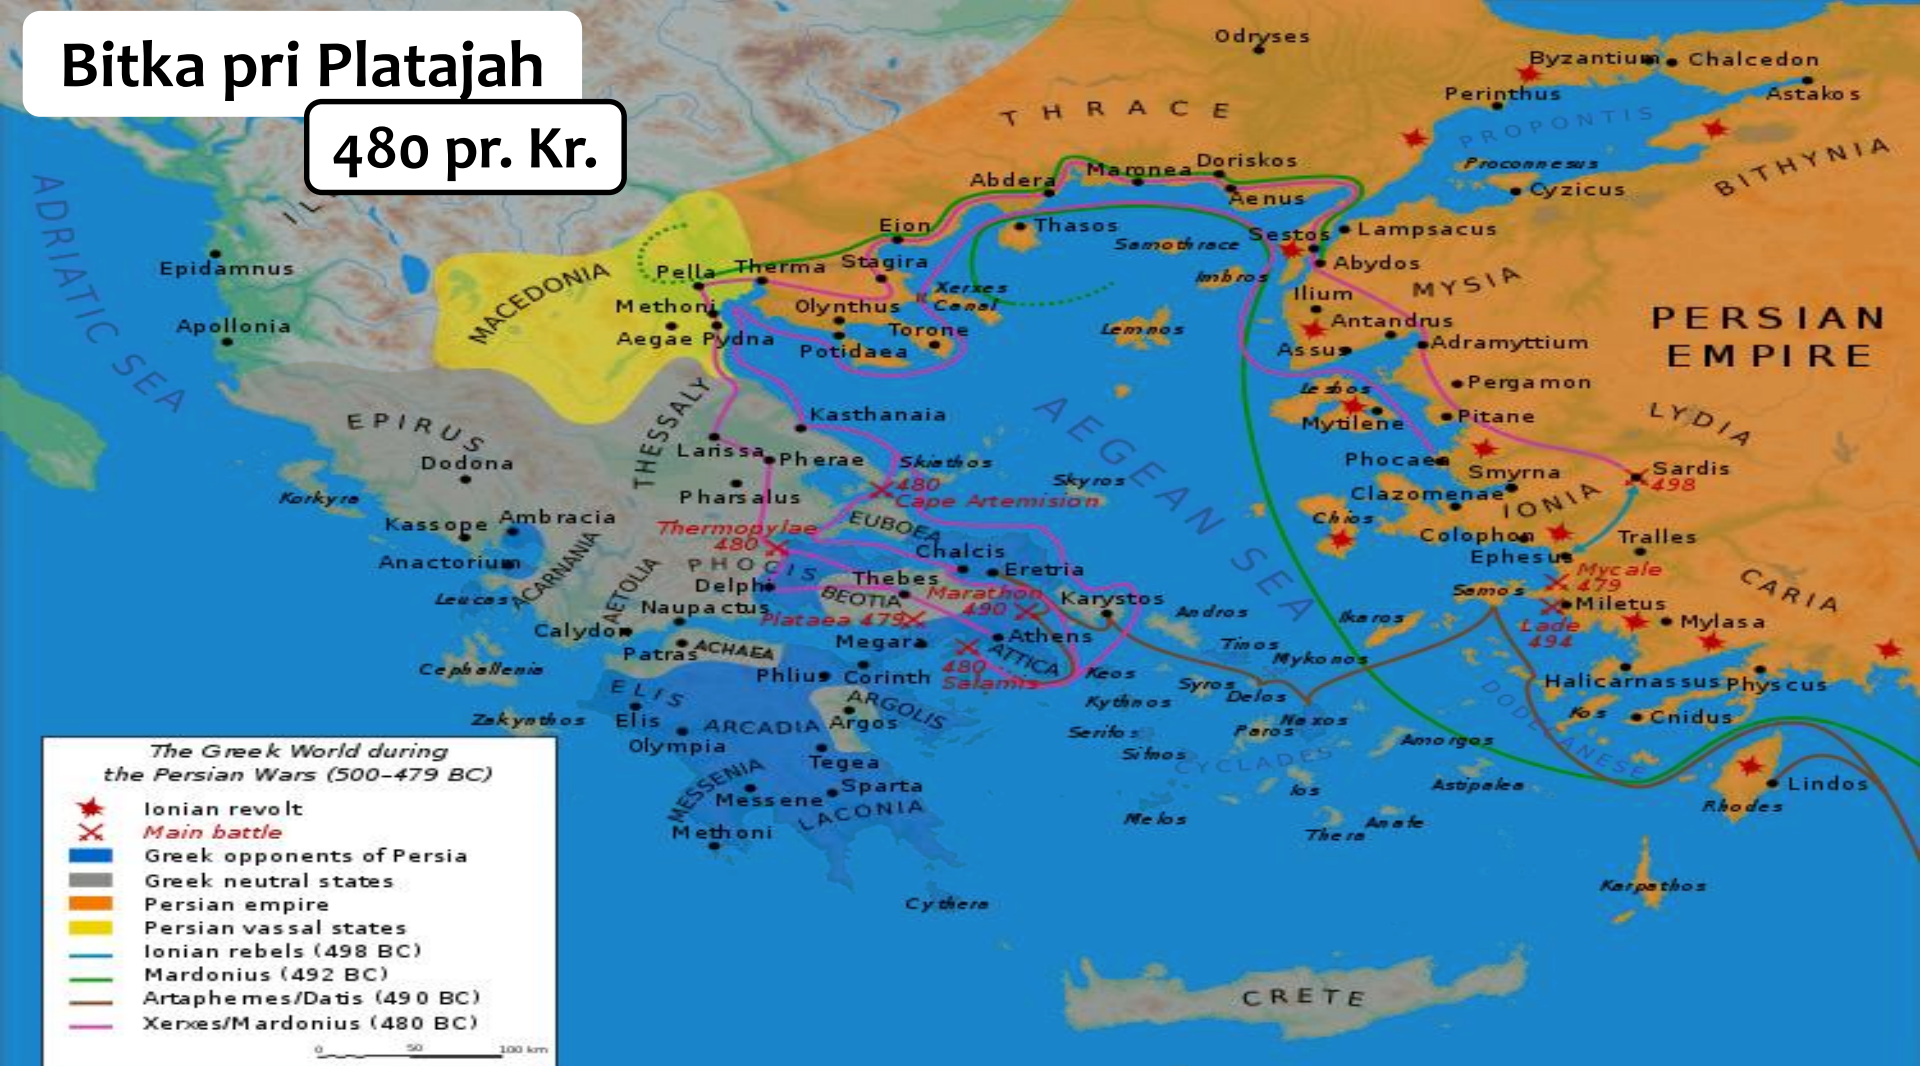 Bitka pri Platajah
480 pr. Kr.
Odryses
Byzantium
Chalcedon
Perinthus
Astakos
THRACE
PROPONTIS
BITHYNIA
Proconnesus
Cyzicus
Doriskos
Maronea
Abdera
Aenus
ADRIATIC SEA
Eion
Thasos
Samothrace
Sestos
Lampsacus
Epidamnus
MACEDONIA
Pella
Therma
Stagira
Imbros
Abydos
MYSIA
Xerxes
Canal
Ilium
Methoni
Olynthus
PERSIAN
EMPIRE
Apollonia
Aegae
Pydna
Torone
Lemnos
Antandrus
Potidaea
Assus
Adramyttium
Lesbos
Pergamon
THESSALY
Kasthanaia
AEGEAN SEA
Mytilene
Pitane
LYDIA
EPIRUS
Dodona
Larissa
Pherae
Skiathos
Phocaea
Smyrna
Sardis
498
Korkyra
Pharsalus
480
Cape Artemision
Skyros
Clazomenae
IONIA
Kassope
Ambracia
Thermopylae
480
EUBOEA
Chios
Colophon
Tralles
Anactorium
ACARNANIA
AETOLIA
PHOCIS
Chalcis
Eretria
Ephesus
Mycale
479
CARIA
Leucas
Delphi
Thebes
BEOTIA
Marathon
490
Karystos
Andros
Ikaros
Samos
Miletus
Naupactus
Plataea 479
Lade
494
Mylasa
Calydon
Patras
ACHAEA
Megara
Athens
ATTICA
Tinos
Mykonos
Cephallenia
Phlius
Corinth
480
Salamis
Keos
Syros
Delos
Halicarnassus
Physcus
ELIS
ARGOLIS
Kythnos
DODECANESE
Zakynthos
Elis
ARCADIA
Argos
Serifos
Paros
Naxos
Kos
Cnidus
Olympia
Tegea
Sifnos
CYCLADES
Amorgos
MESSENIA
Messene
Sparta
LACONIA
Ios
Astipalea
Lindos
Rhodes
Methoni
Melos
Thera
Anafe
Cythera
Karpathos
CRETE
The Greek World during
the Persian Wars (500–479 BC)
Ionian revolt
Main battle
Greek opponents of Persia
Greek neutral states
Persian empire
Persian vassal states
Ionian rebels (498 BC)
Mardonius (492 BC)
Artaphernes/Datis (490 BC)
Xerxes/Mardonius (480 BC)
0 50 100 km